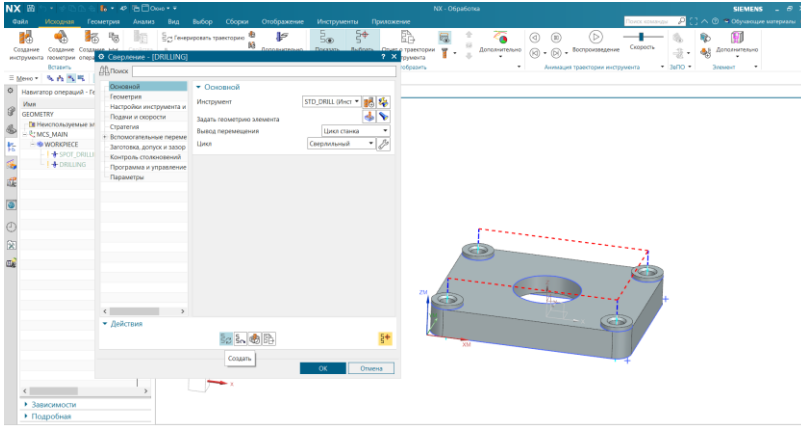 NX Окно NX - Обработка SIEMENS
Файл Исходная Геометрия Анализ Вид Выбор Сборки Отображение Инструменты Приложение Поиск команды Обучающие материалы
Генерировать траекторию
Создание инструмента Создание геометрии Дополнительно Показать Выбрать Дополнительно Воспроизведение Скорость Дополнительно
Вставить Анимация траектории инструмента ЗвПО Элемент
Меню
Навигатор операций - Ге
Имя
GEOMETRY
Неиспользуемые эл
MCS_MAIN
WORKPIECE
SPOT_DRILLI
DRILLING
Зависимости
Подробная
Сверление - [DRILLING] ? X
Поиск
Основной
Геометрия
Настройки инструмента и
Подачи и скорости
Стратегия
Вспомогательные переме
Заготовка, допуск и зазор
Контроль столкновений
Программа и управление
Параметры
Основной
Инструмент STD_DRILL (Инст
Задать геометрию элемента
Вывод перемещения Цикл станка
Цикл Сверлильный
Действия
Создать
OK Отмена
ZM
XM
X